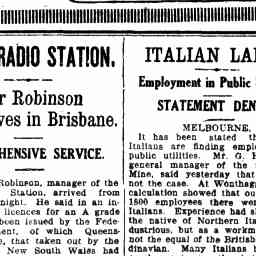 RADIO STATION.
r Robinson
ves in Brisbane.
HENSIVE SERVICE.
Robinson, manager of the
Station, arrived from
night. He said in an in-
licences for an A grade
been issued by the Fede-
ment, of which Queens-
e, that taken out by the
New South Wales had
ITALIAN LA
Employment in Public
STATEMENT DEN
MELBOURNE,
It has been stated th
Italians are finding empl
public utilities. Mr. G. H
general manager of the
Mine, said yesterday that
not the case. At Wonthagg
calculation showed that ou
1800 employees there wer
Italians. Experience had s
the native of Northern Ita
dustrious, but as a workm
not the equal of the British
dinavian. Many Italians b